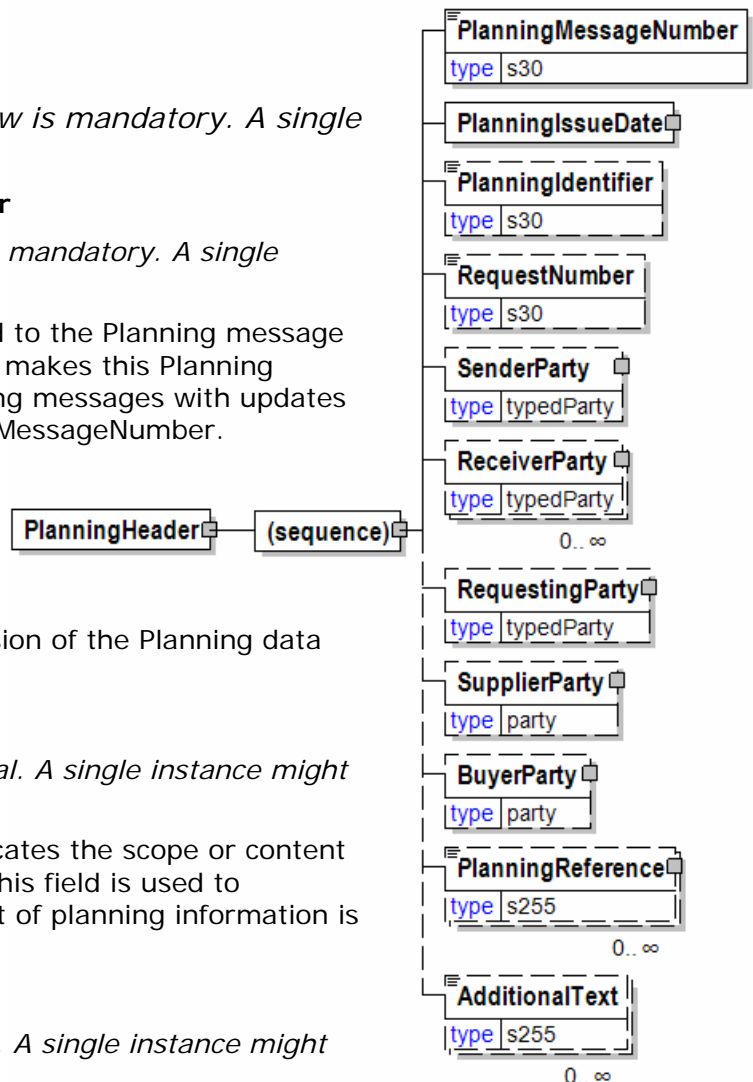 w is mandatory. A single
r
mandatory. A single
l to the Planning message
makes this Planning
ng messages with updates
MessageNumber.
sion of the Planning data
al. A single instance might
cates the scope or content
his field is used to
t of planning information is
. A single instance might
PlanningHeader
(sequence)
PlanningMessageNumber
type s30
PlanningIssueDate
PlanningIdentifier
type s30
RequestNumber
type s30
SenderParty
type typedParty
ReceiverParty
type typedParty
0.. ∞
RequestingParty
type typedParty
SupplierParty
type party
BuyerParty
type party
PlanningReference
type s255
0.. ∞
AdditionalText
type s255
0.. ∞